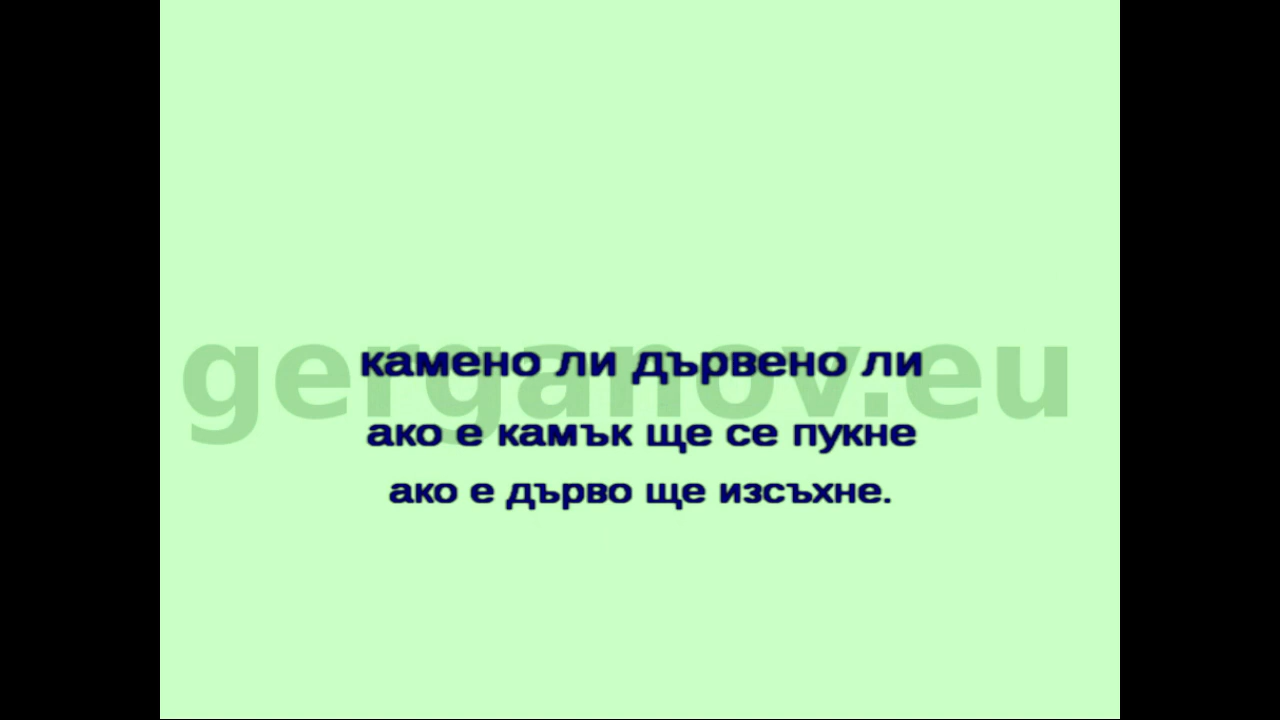 gerganov.eu
камено ли дървено ли
ако е камък ще се пукне
ако е дърво ще изсъхне.